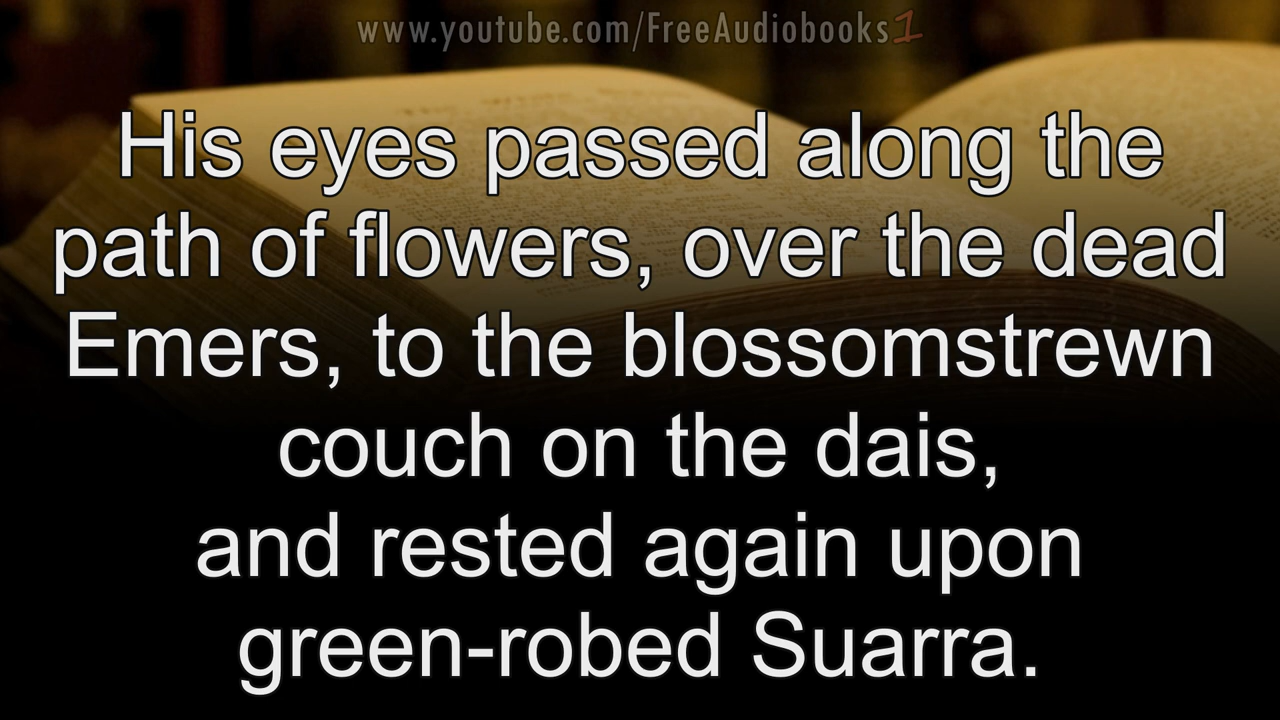 www.youtube.com/FreeAudiobooks1
His eyes passed along the
path of flowers, over the dead
Emers, to the blossomstrewn
couch on the dais,
and rested again upon
green-robed Suarra.